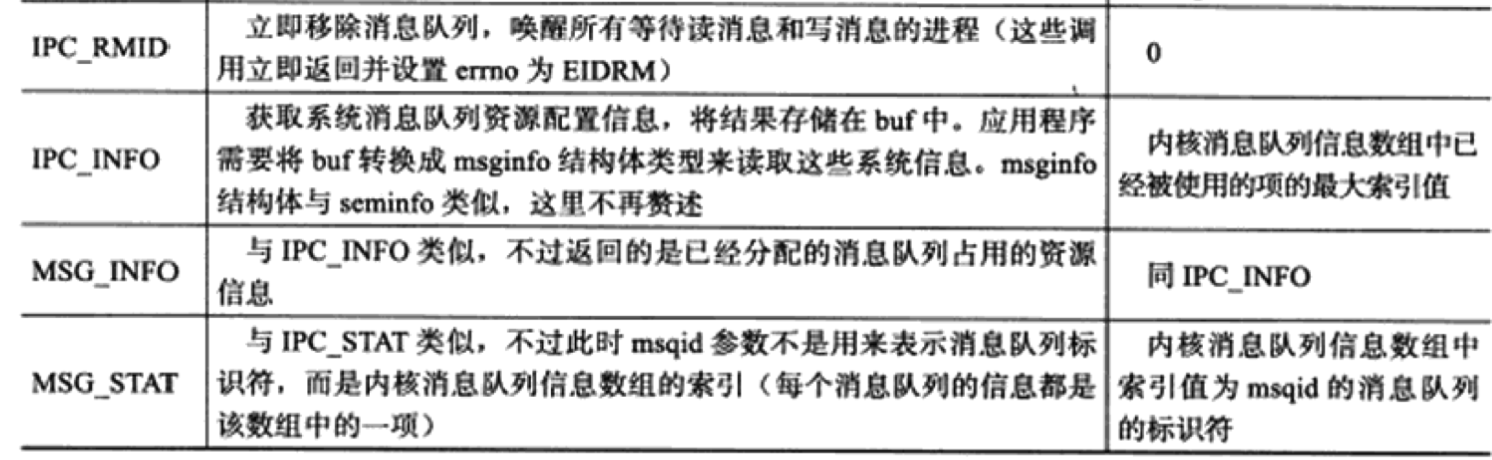 IPC_RMID
立即移除消息队列，唤醒所有等待读消息和写消息的进程（这些调
用立即返回并设置 errno 为 EIDRM）
0
IPC_INFO
获取系统消息队列资源配置信息，将结果存储在 buf 中。应用程序
需要将 buf 转换成 msginfo 结构体类型来读取这些系统信息。msginfo
结构体与 seminfo 类似，这里不再赘述
内核消息队列信息数组中已
经被使用的项的最大索引值
MSG_INFO
与 IPC_INFO 类似，不过返回的是已经分配的消息队列占用的资源
信息
同 IPC_INFO
MSG_STAT
与 IPC_STAT 类似，不过此时 msqid 参数不是用来表示消息队列标
识符，而是内核消息队列信息数组的索引（每个消息队列的信息都是
该数组中的一项）
内核消息队列信息数组中
索引值为 msqid 的消息队列
的标识符